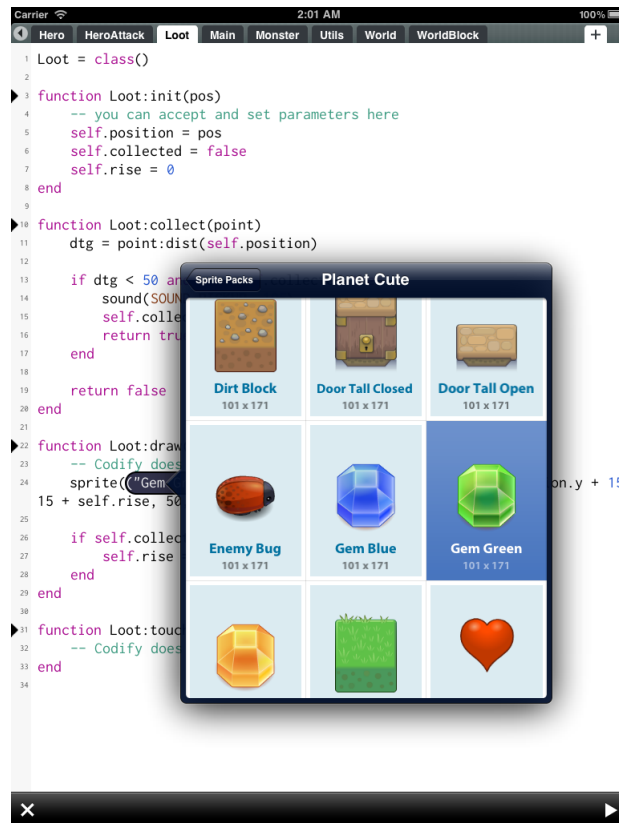 Carrier 2:01 AM 100%
Hero HeroAttack Loot Main Monster Utils World WorldBlock +
1 Loot = class()
2
3 function Loot:init(pos)
4 -- you can accept and set parameters here
5 self.position = pos
6 self.collected = false
7 self.rise = 0
8 end
9
10 function Loot:collect(point)
11 dtg = point:dist(self.position)
12
13 if dtg < 50 an
14 sound(SOUN
15 self.colle
16 return tru
17 end
18
19 return false
20 end
21
22 function Loot:draw
23 -- Codify does
24 sprite(("Gem on.y + 15
15 + self.rise, 50
25
26 if self.collec
27 self.rise
28 end
29 end
30
31 function Loot:touc
32 -- Codify does
33 end
34
Sprite Packs Planet Cute
Dirt Block Door Tall Closed Door Tall Open
101 x 171 101 x 171 101 x 171
Enemy Bug Gem Blue Gem Green
101 x 171 101 x 171 101 x 171